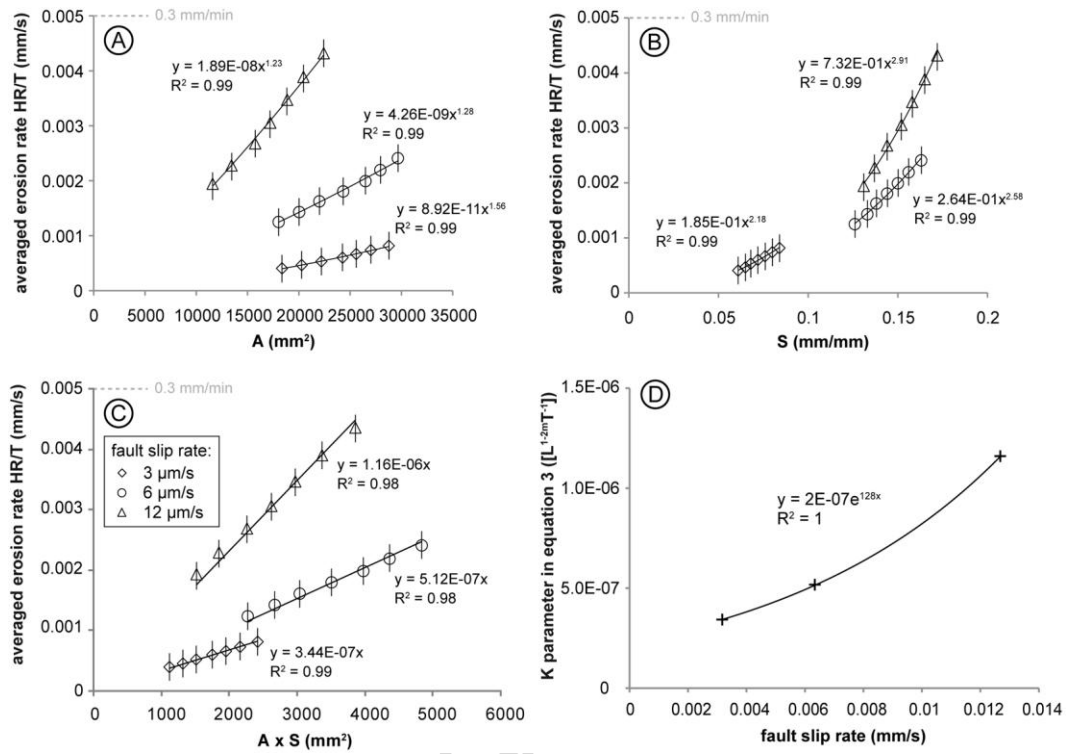 A
averaged erosion rate HR/T (mm/s)
0.005
0.004
0.003
0.002
0.001
0
0.3 mm/min
y = 1.89E-08x^1.23
R² = 0.99
y = 4.26E-09x^1.28
R² = 0.99
y = 8.92E-11x^1.56
R² = 0.99
0 5000 10000 15000 20000 25000 30000 35000
A (mm²)
B
averaged erosion rate HR/T (mm/s)
0.005
0.004
0.003
0.002
0.001
0
0.3 mm/min
y = 7.32E-01x^2.91
R² = 0.99
y = 2.64E-01x^2.58
R² = 0.99
y = 1.85E-01x^2.18
R² = 0.99
0 0.05 0.1 0.15 0.2
S (mm/mm)
C
averaged erosion rate HR/T (mm/s)
0.005
0.004
0.003
0.002
0.001
0
0.3 mm/min
fault slip rate:
3 µm/s
6 µm/s
12 µm/s
y = 1.16E-06x
R² = 0.98
y = 5.12E-07x
R² = 0.98
y = 3.44E-07x
R² = 0.99
0 1000 2000 3000 4000 5000 6000
A x S (mm²)
D
K parameter in equation 3 ([L^1-2m T^-1])
1.5E-06
1.0E-06
5.0E-07
0
y = 2E-07e^128x
R² = 1
0 0.002 0.004 0.006 0.008 0.01 0.012 0.014
fault slip rate (mm/s)